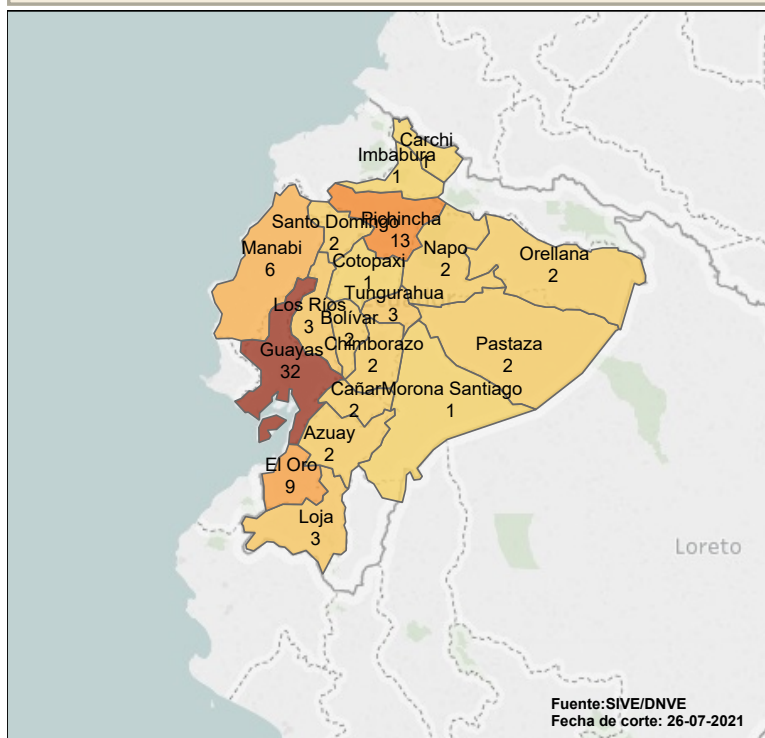 Carchi
1
Imbabura
1
Pichincha
13
Santo Domingo
2
Manabi
6
Napo
2
Orellana
2
Cotopaxi
1
Tungurahua
3
Los Ríos
3
Bolívar
2
Guayas
32
Chimborazo
2
Pastaza
2
Cañar
2
Morona Santiago
1
Azuay
2
El Oro
9
Loja
3
Loreto
Fuente:SIVE/DNVE
Fecha de corte: 26-07-2021